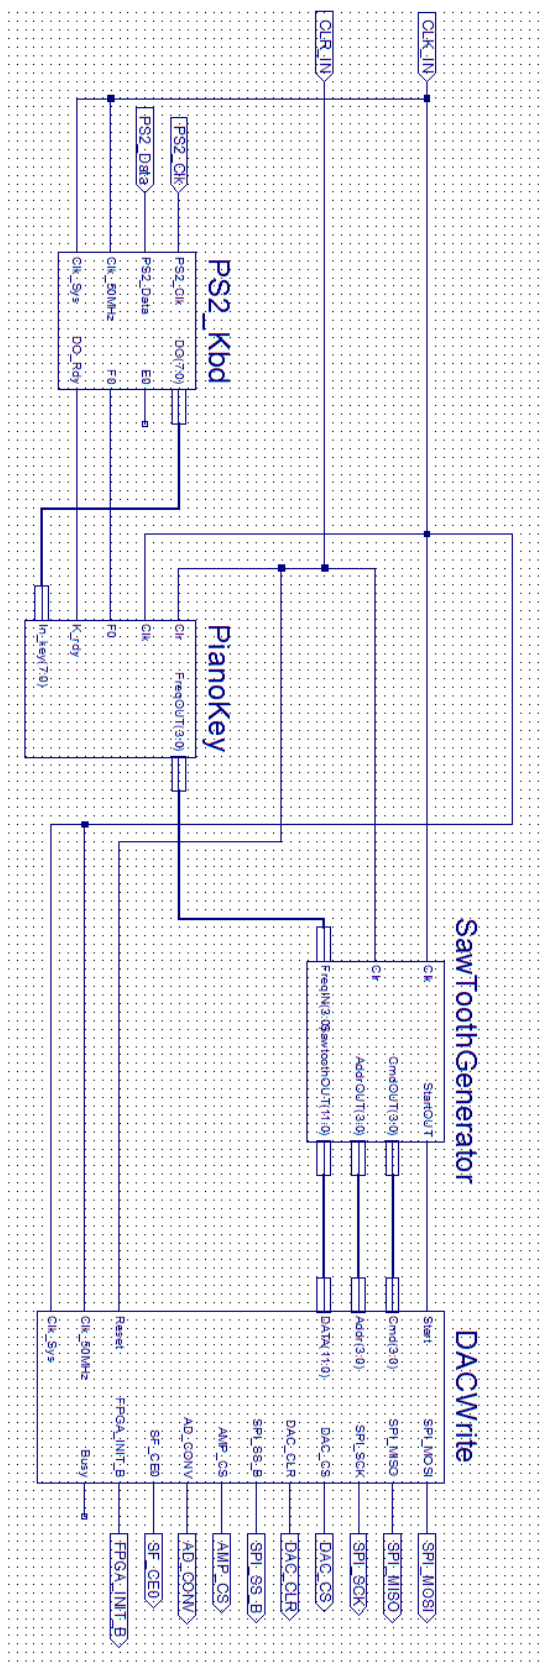 CLK_IN
CLR_IN
PS2_Clk
PS2_Data
PS2_Kbd
PS2_Clk
PS2_Data
Clk_50MHz
Clk_Sys
DO(7:0)
E0
F0
DO_Rdy
PianoKey
Clr
Clk
F0
K_rdy
In_key(7:0)
FreqOUT(3:0)
SawToothGenerator
Clk
Clr
FreqIN(3:0)
StartOUT
CmdOUT(3:0)
AddrOUT(3:0)
SawtoothOUT(11:0)
DACWrite
Start
Cmd(3:0)
Addr(3:0)
DATA(11:0)
Reset
Clk_50MHz
Clk_Sys
SPI_MOSI
SPI_MISO
SPI_SCK
DAC_CS
DAC_CLR
SPI_SS_B
AMP_CS
AD_CONV
SF_CE0
FPGA_INIT_B
Busy
SPI_MOSI
SPI_MISO
SPI_SCK
DAC_CS
DAC_CLR
SPI_SS_B
AMP_CS
AD_CONV
SF_CE0
FPGA_INIT_B